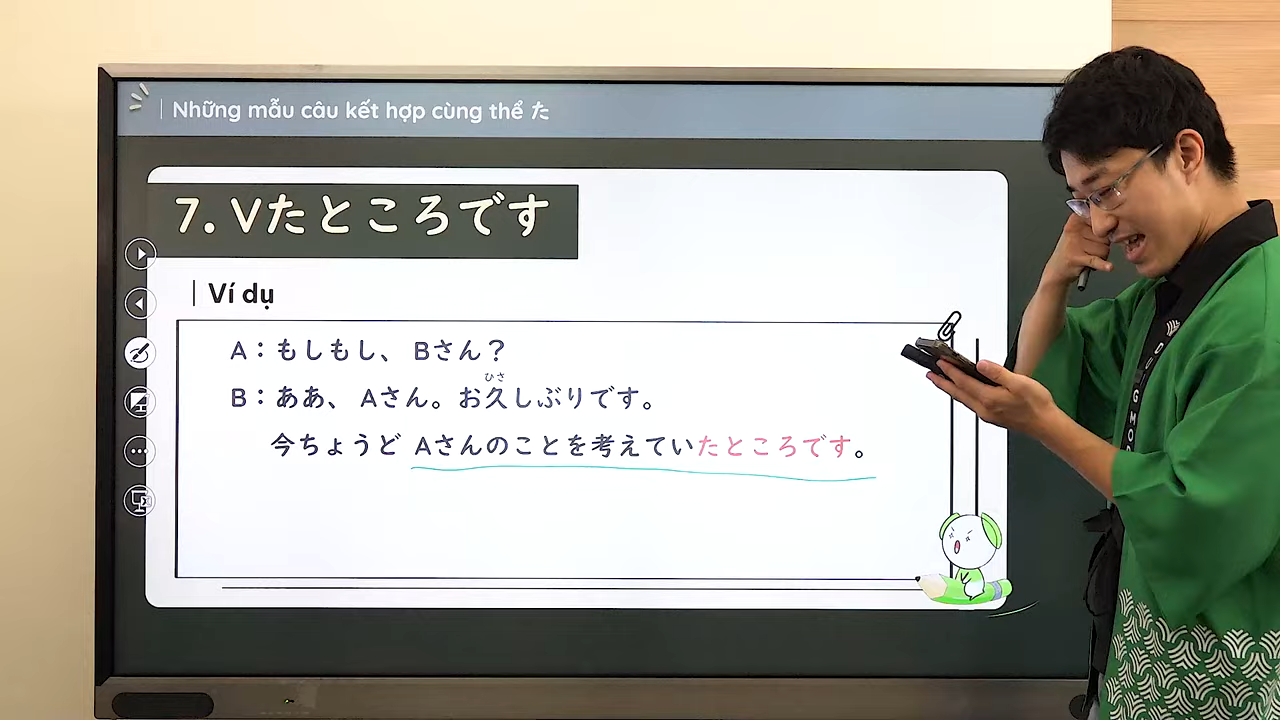 Những mẫu câu kết hợp cùng thể た
7. Vたところです
Ví dụ
A：もしもし、Bさん？
ひさ
B：ああ、Aさん。お久しぶりです。
今ちょうど Aさんのことを考えていたところです。